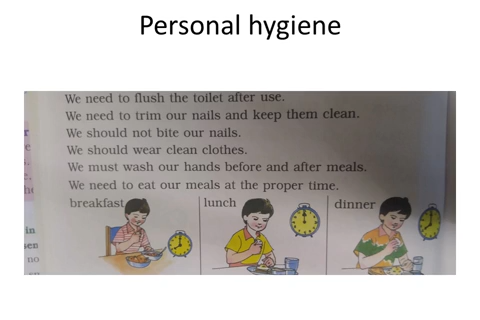 Personal hygiene
We need to flush the toilet after use.
We need to trim our nails and keep them clean.
We should not bite our nails.
We should wear clean clothes.
We must wash our hands before and after meals.
We need to eat our meals at the proper time.
breakfast lunch dinner
in
no